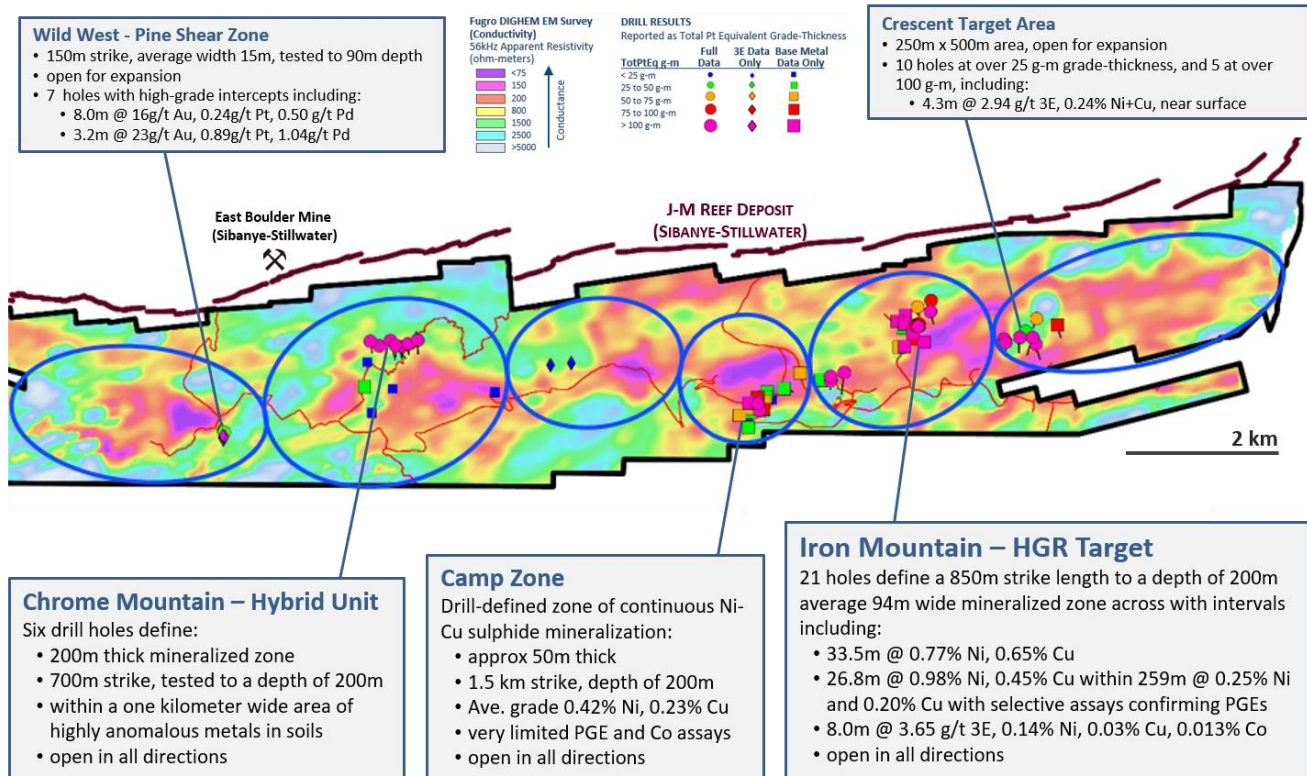 Wild West - Pine Shear Zone
• 150m strike, average width 15m, tested to 90m depth
• open for expansion
• 7 holes with high-grade intercepts including:
• 8.0m @ 16g/t Au, 0.24g/t Pt, 0.50 g/t Pd
• 3.2m @ 23g/t Au, 0.89g/t Pt, 1.04g/t Pd
Fugro DIGHEM EM Survey
(Conductivity)
56kHz Apparent Resistivity
(ohm-meters)
<75
150
200
800
1500
2500
>5000
Conductance
DRILL RESULTS
Reported as Total Pt Equivalent Grade-Thickness
Full Data
3E Data Only
Base Metal Data Only
TotPtEq g-m
< 25 g-m
25 to 50 g-m
50 to 75 g-m
75 to 100 g-m
> 100 g-m
Crescent Target Area
• 250m x 500m area, open for expansion
• 10 holes at over 25 g-m grade-thickness, and 5 at over
100 g-m, including:
• 4.3m @ 2.94 g/t 3E, 0.24% Ni+Cu, near surface
East Boulder Mine
(Sibanye-Stillwater)
J-M Reef Deposit
(Sibanye-Stillwater)
2 km
Chrome Mountain – Hybrid Unit
Six drill holes define:
• 200m thick mineralized zone
• 700m strike, tested to a depth of 200m
• within a one kilometer wide area of
highly anomalous metals in soils
• open in all directions
Camp Zone
Drill-defined zone of continuous Ni-
Cu sulphide mineralization:
• approx 50m thick
• 1.5 km strike, depth of 200m
• Ave. grade 0.42% Ni, 0.23% Cu
• very limited PGE and Co assays
• open in all directions
Iron Mountain – HGR Target
21 holes define a 850m strike length to a depth of 200m
average 94m wide mineralized zone across with intervals
including:
• 33.5m @ 0.77% Ni, 0.65% Cu
• 26.8m @ 0.98% Ni, 0.45% Cu within 259m @ 0.25% Ni
and 0.20% Cu with selective assays confirming PGEs
• 8.0m @ 3.65 g/t 3E, 0.14% Ni, 0.03% Cu, 0.013% Co
• open in all directions